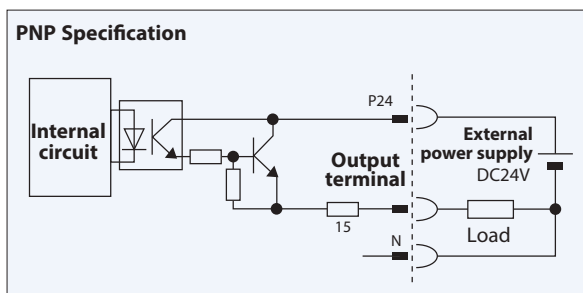 PNP Specification
P24
Internal
circuit
External
power supply
DC24V
Output
terminal
15
N
Load